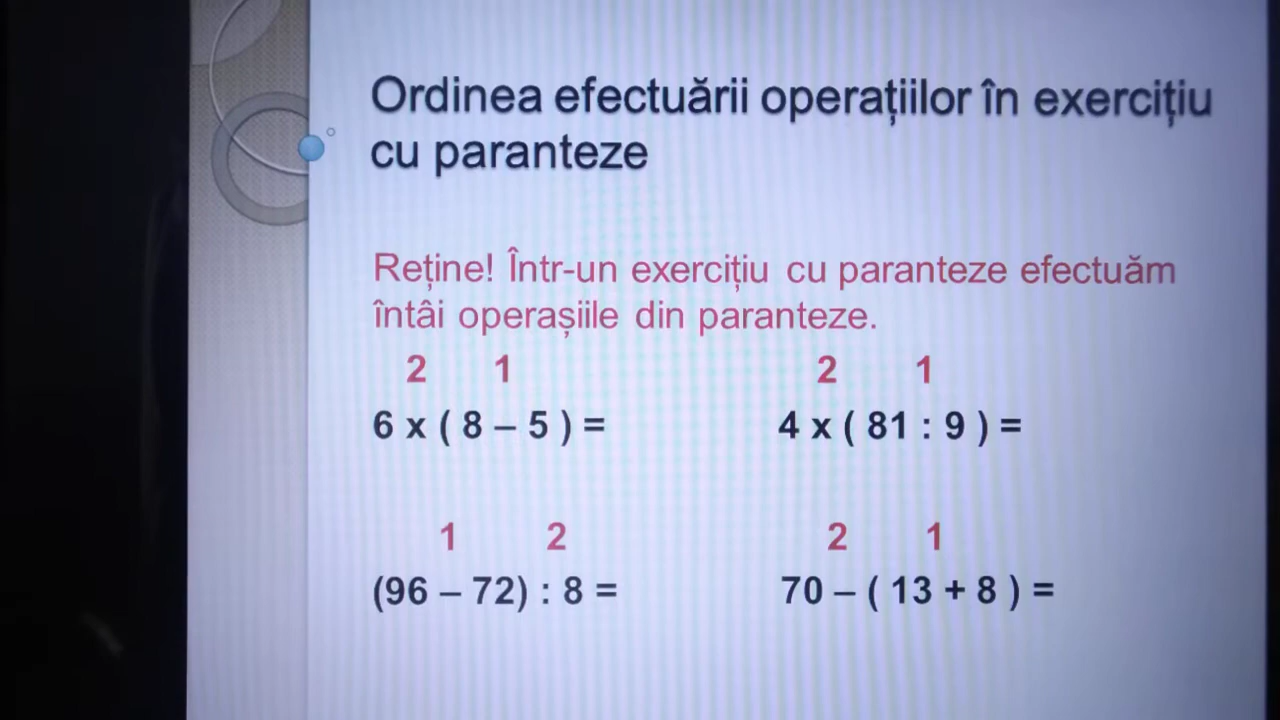 Ordinea efectuării operațiilor în exercițiu
cu paranteze
Reține! Într-un exercițiu cu paranteze efectuăm
întâi operașiile din paranteze.
2 1 2 1
6 x ( 8 – 5 ) = 4 x ( 81 : 9 ) =
1 2 2 1
(96 – 72) : 8 = 70 – ( 13 + 8 ) =